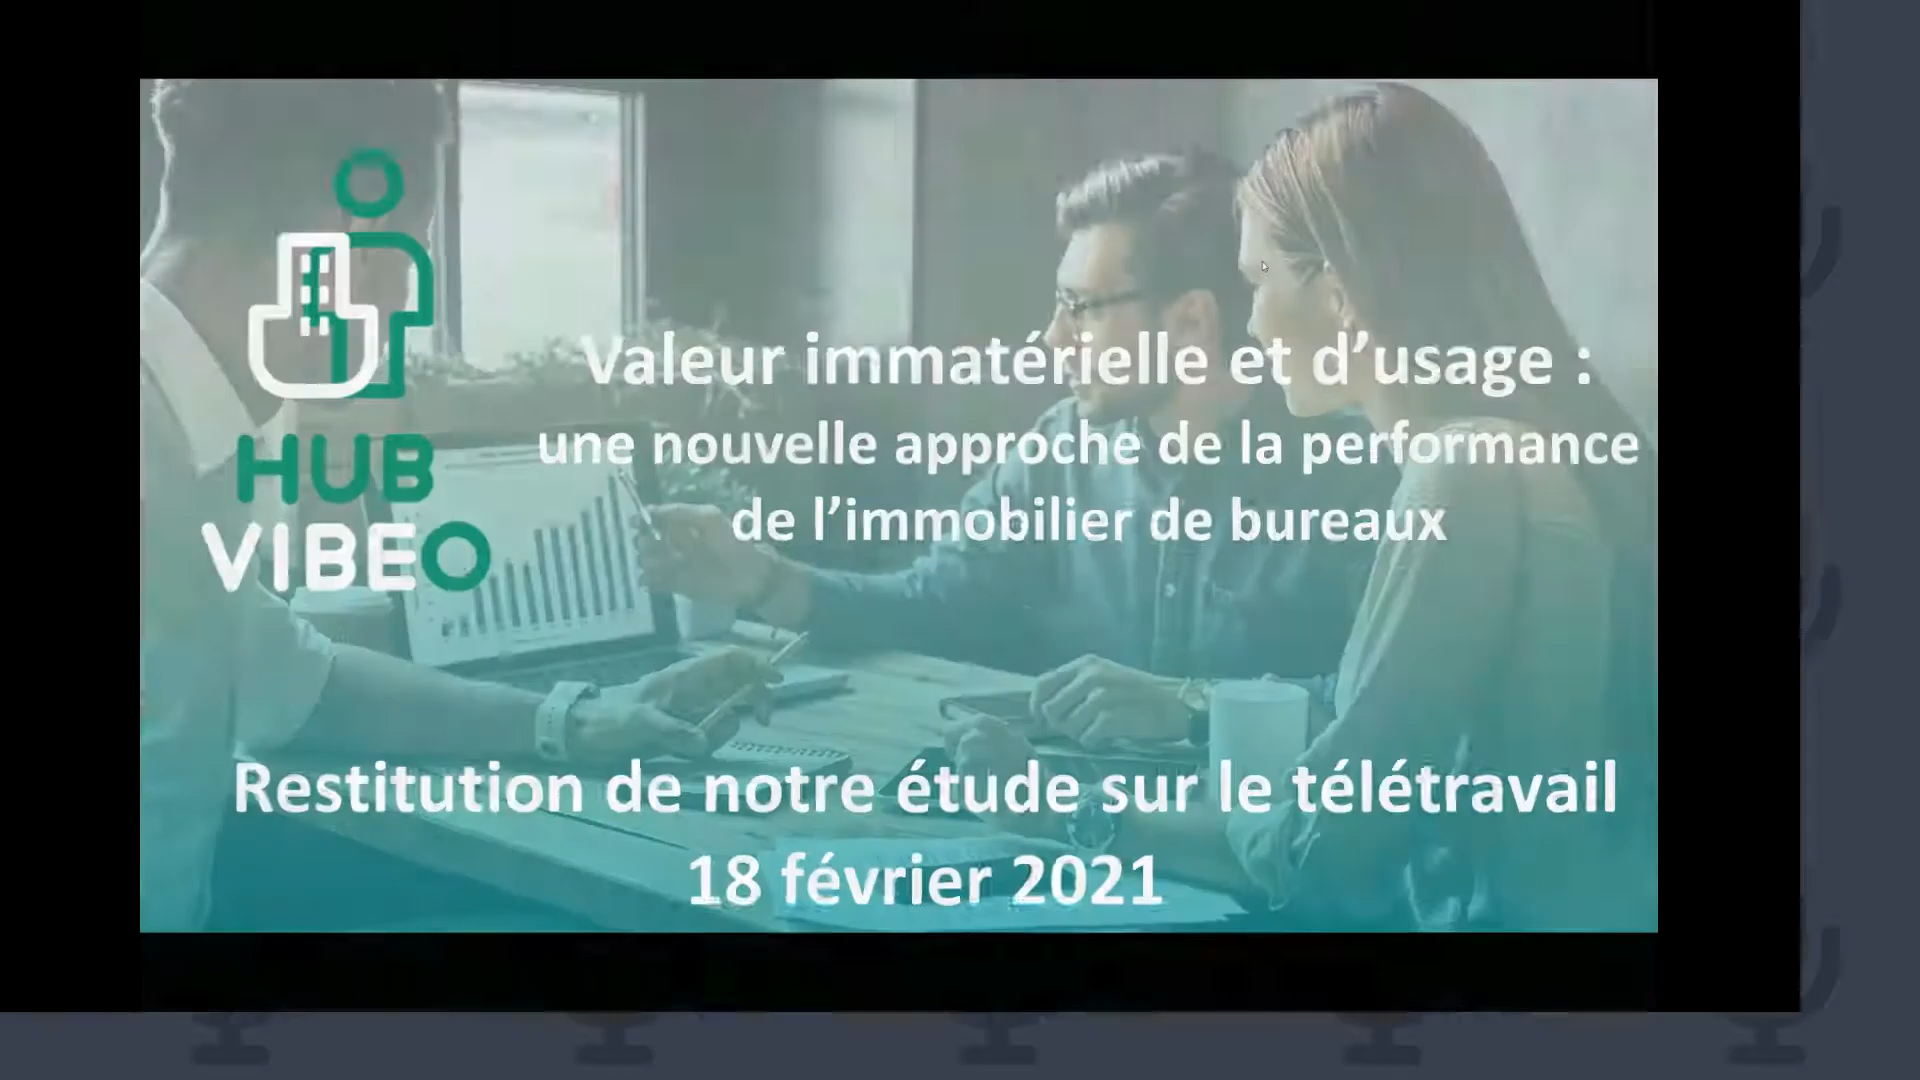 HUB
VIBEO
Valeur immatérielle et d’usage :
une nouvelle approche de la performance
de l’immobilier de bureaux
Restitution de notre étude sur le télétravail
18 février 2021